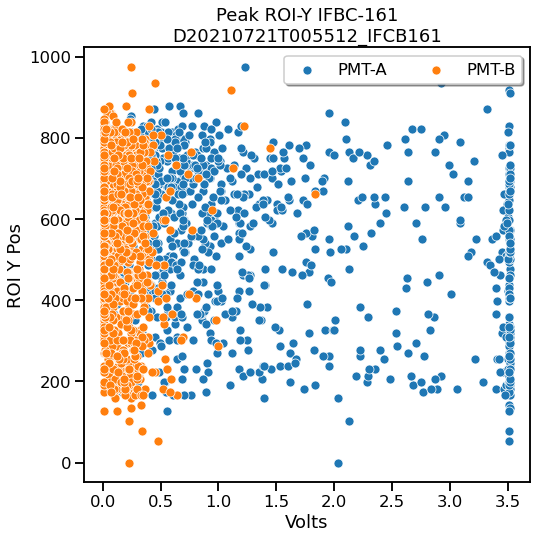 Peak ROI-Y IFBC-161
D20210721T005512_IFCB161
PMT-A PMT-B
1000
800
600
400
200
0
ROI Y Pos
0.0 0.5 1.0 1.5 2.0 2.5 3.0 3.5
Volts